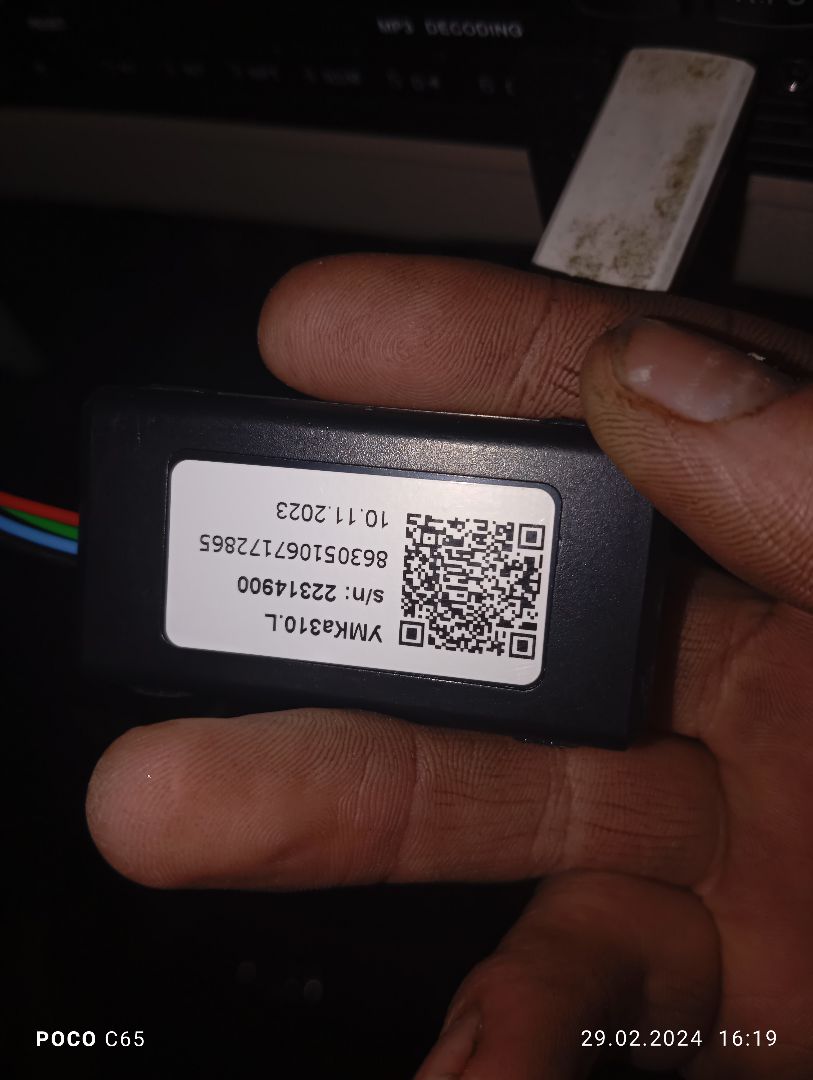 MP3 DECODING
YMKa310.L
s/n: 22314900
863051067172865
10.11.2023
POCO C65
29.02.2024 16:19